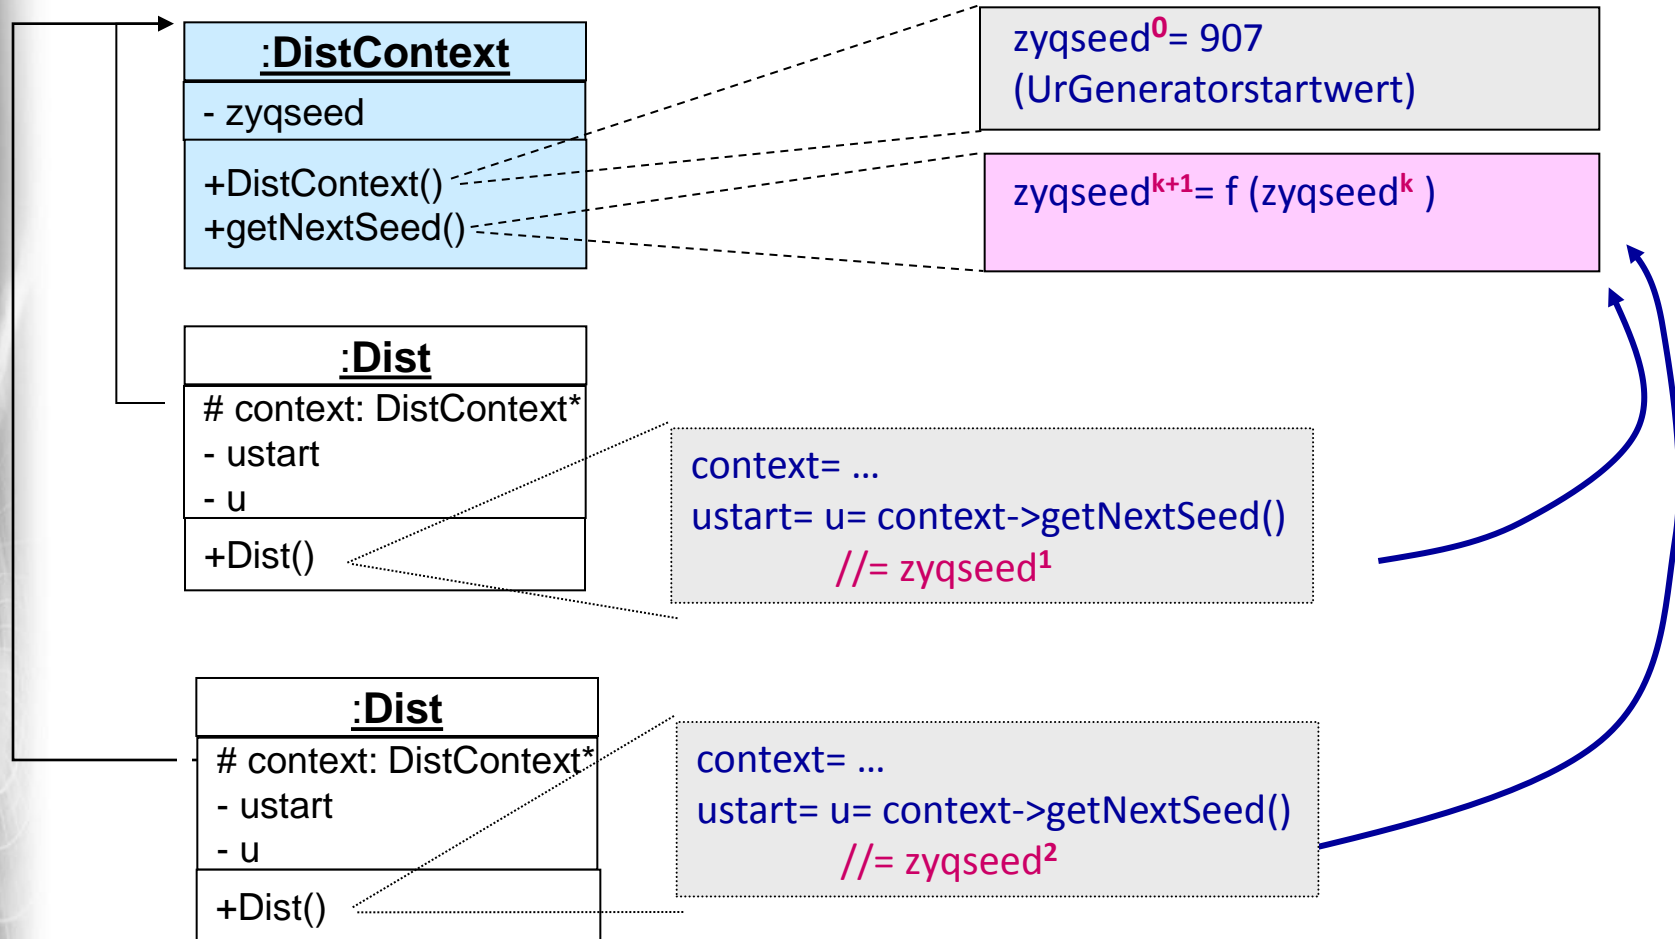 :DistContext
- zyqseed
+DistContext()
+getNextSeed()
zyqseed0= 907
(UrGeneratorstartwert)
zyqseedk+1= f (zyqseedk )
:Dist
# context: DistContext*
- ustart
- u
+Dist()
context= ...
ustart= u= context->getNextSeed()
//= zyqseed1
:Dist
# context: DistContext*
- ustart
- u
+Dist()
context= ...
ustart= u= context->getNextSeed()
//= zyqseed2